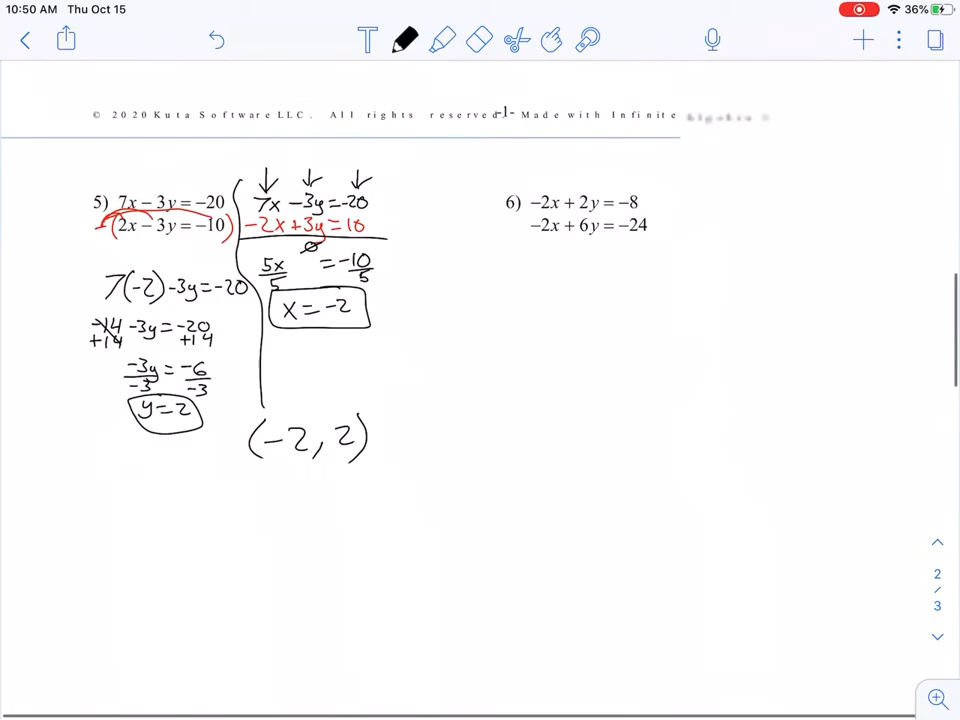 10:50 AM Thu Oct 15
36%
T
© 2020 Kuta Software LLC. All rights reserved. -1- Made with Infinite
5) 7x − 3y = −20
2x − 3y = −10
− ( )
7x − 3y = −20
−2x + 3y = 10
0
5x = −10
5 5
x = −2
7(−2) − 3y = −20
−14 − 3y = −20
+14 +14
−3y = −6
−3 −3
y = 2
(−2, 2)
6) −2x + 2y = −8
−2x + 6y = −24
2
/
3